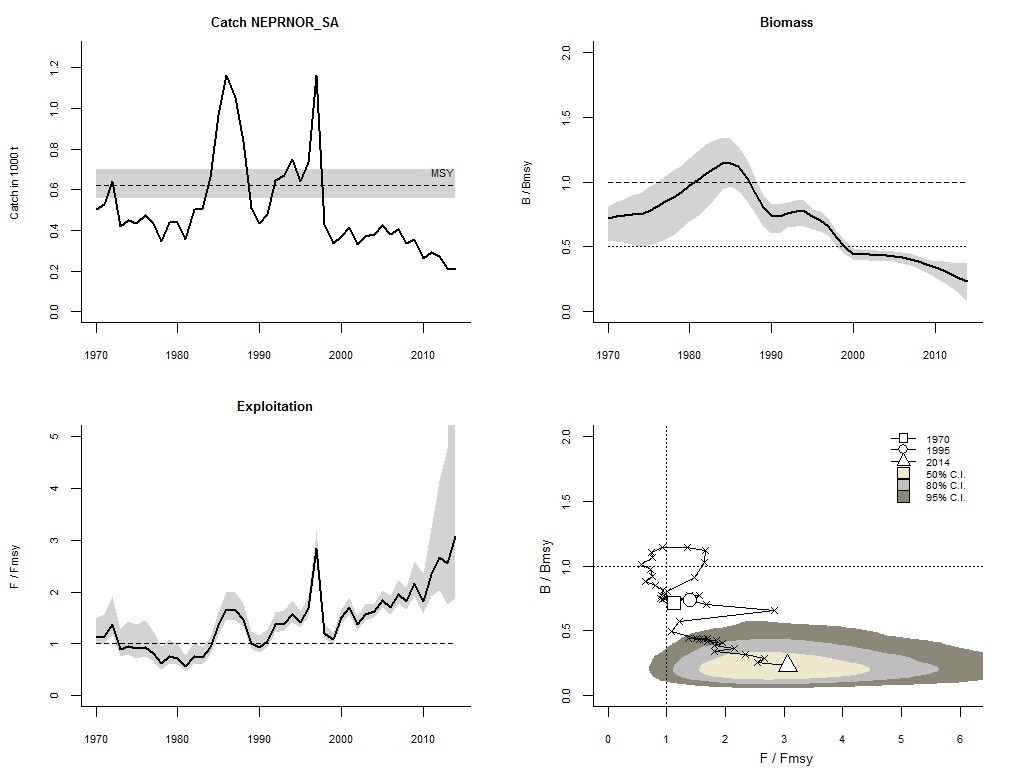 Catch NEPRNOR_SA
Catch in 1000 t
0.0 0.2 0.4 0.6 0.8 1.0 1.2
MSY
1970 1980 1990 2000 2010
Biomass
B / Bmsy
0.0 0.5 1.0 1.5 2.0
1970 1980 1990 2000 2010
Exploitation
F / Fmsy
0 1 2 3 4 5
1970 1980 1990 2000 2010
B / Bmsy
0.0 0.5 1.0 1.5 2.0
1970
1995
2014
50% C.I.
80% C.I.
95% C.I.
0 1 2 3 4 5 6
F / Fmsy